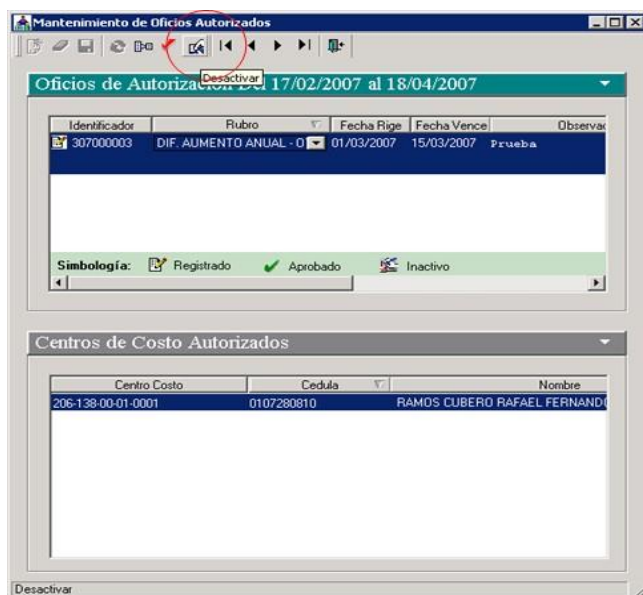 Mantenimiento de Oficios Autorizados
Desactivar
Oficios de Autorización Del 17/02/2007 al 18/04/2007
Identificador Rubro Fecha Rige Fecha Vence Observac
307000003 DIF. AUMENTO ANUAL - O 01/03/2007 15/03/2007 Prueba
Simbología: Registrado Aprobado Inactivo
Centros de Costo Autorizados
Centro Costo Cedula Nombre
206-138-00-01-0001 0107280810 RAMOS CUBERO RAFAEL FERNANDO
Desactivar